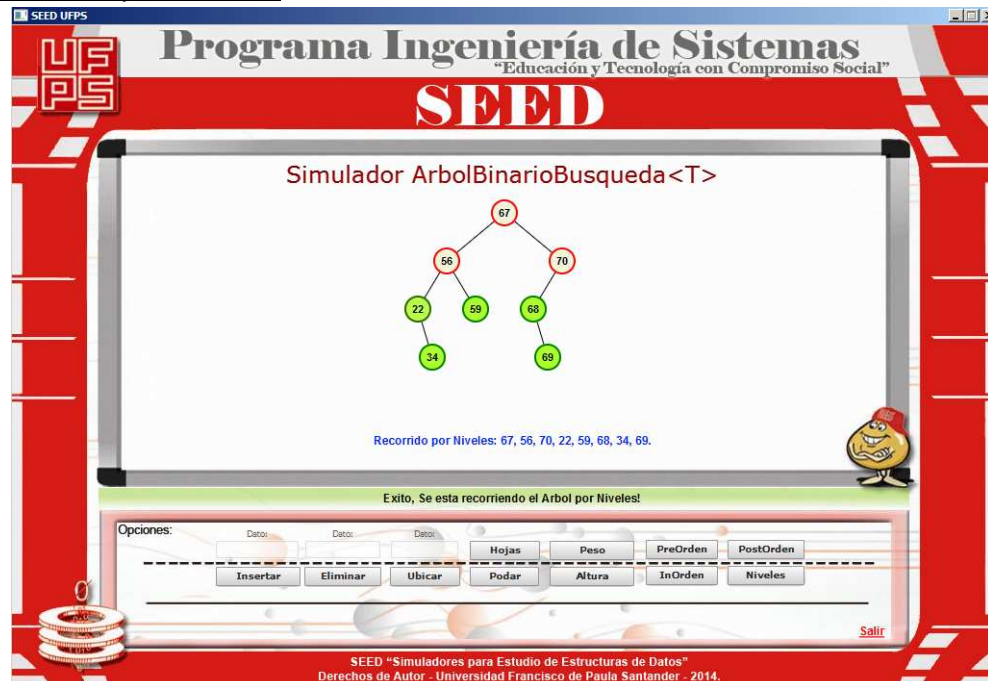 SEED UFPS
UFPS
Programa Ingeniería de Sistemas
“Educación y Tecnología con Compromiso Social”
SEED
Simulador ArbolBinarioBusqueda<T>
67
56 70
22 59 68
34 69
Recorrido por Niveles: 67, 56, 70, 22, 59, 68, 34, 69.
Exito, Se esta recorriendo el Arbol por Niveles!
Opciones:
Dato: Dato: Dato:
Hojas Peso PreOrden PostOrden
Insertar Eliminar Ubicar Podar Altura InOrden Niveles
Salir
SEED “Simuladores para Estudio de Estructuras de Datos”
Derechos de Autor - Universidad Francisco de Paula Santander - 2014.